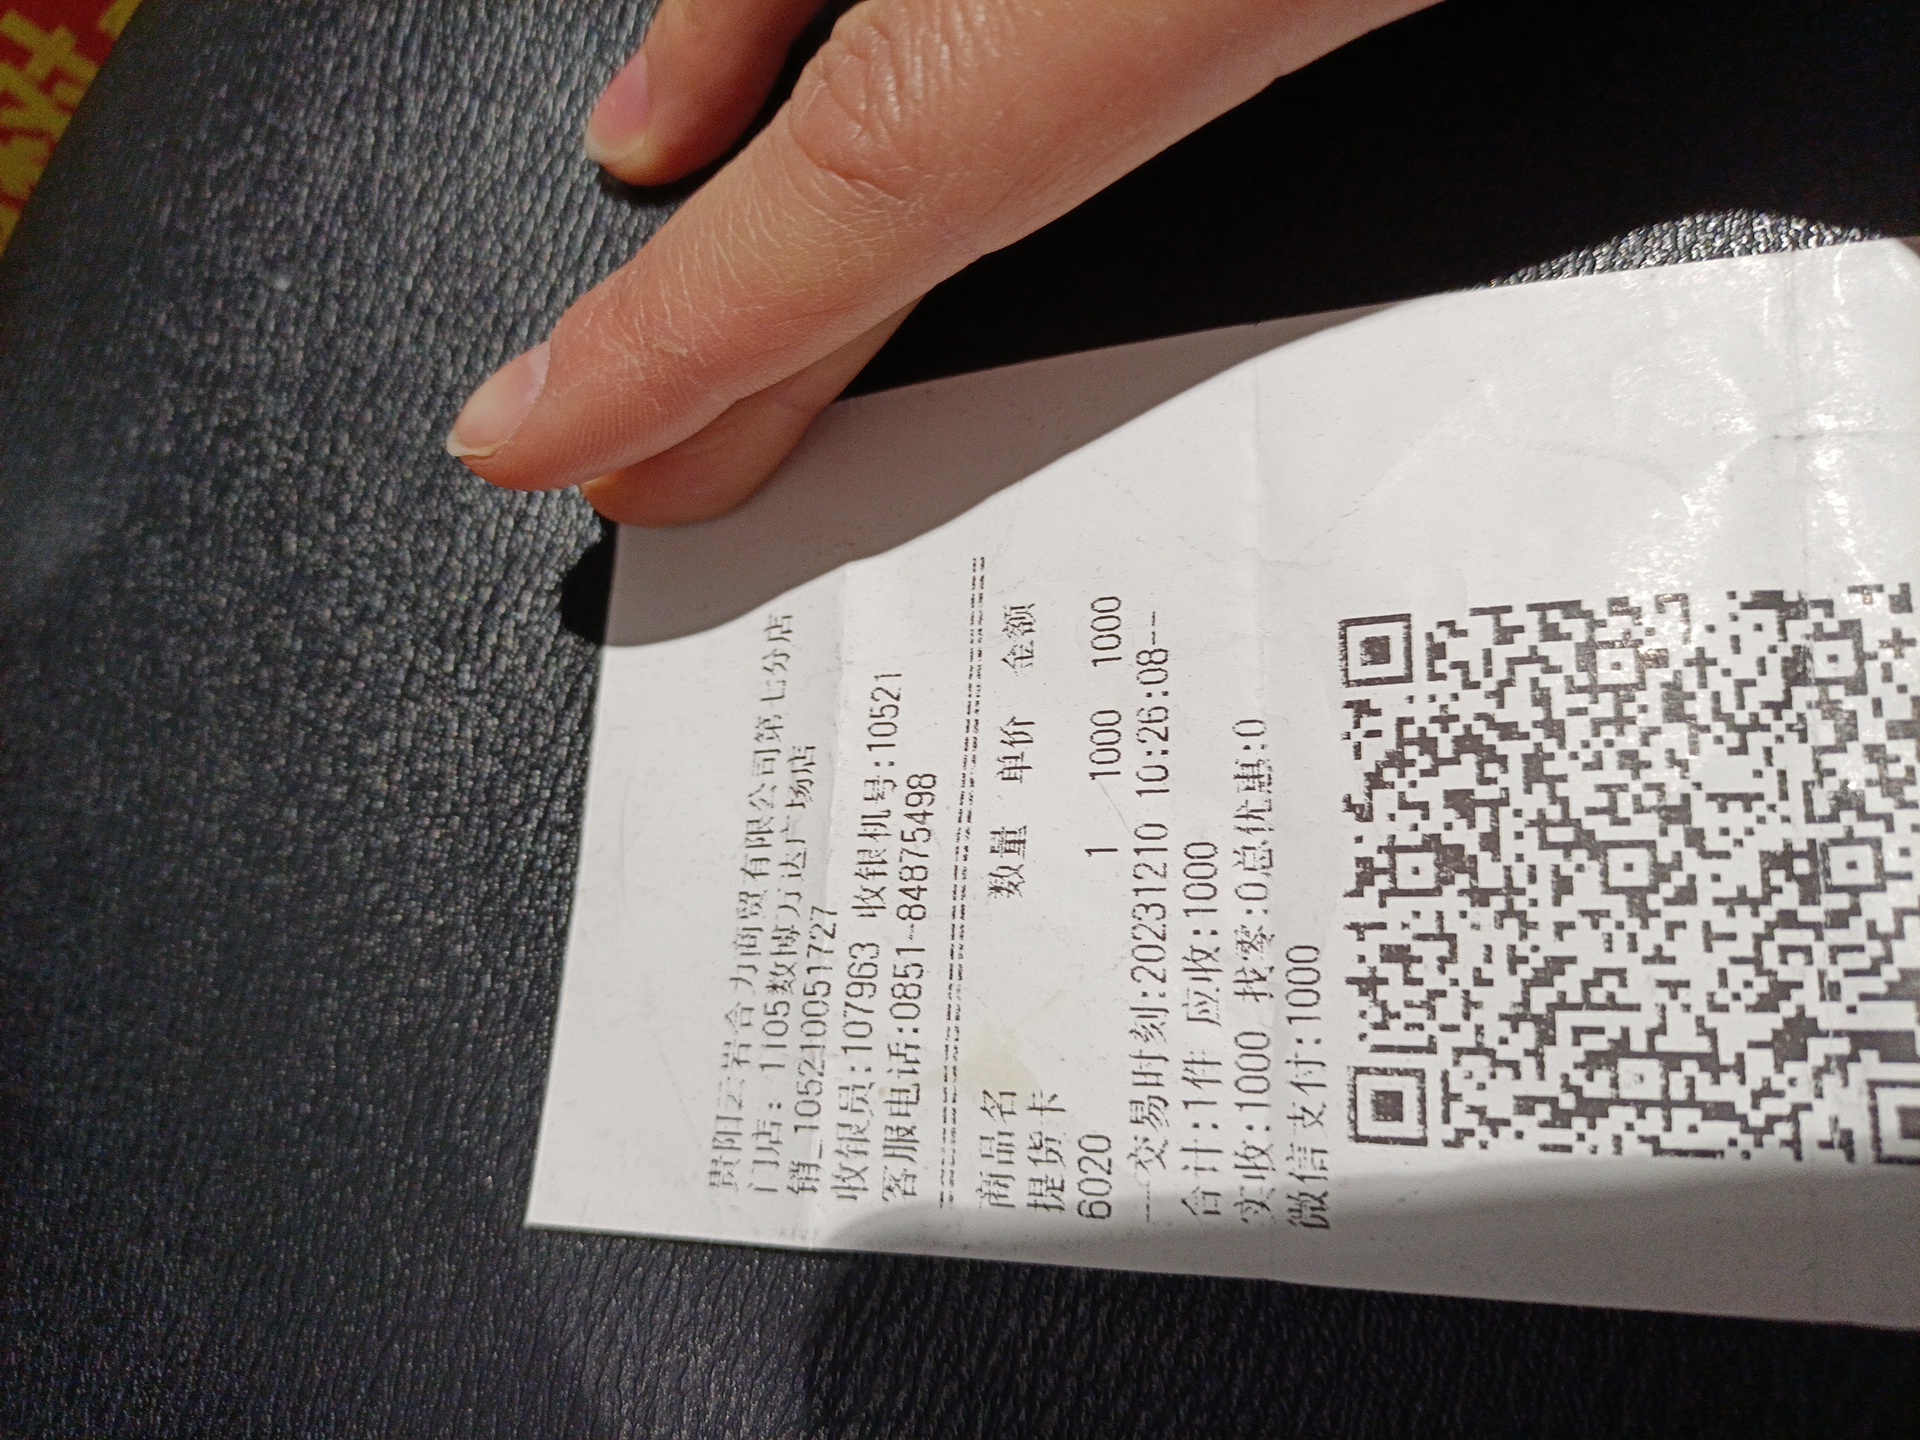 贵阳云岩合力商贸有限公司第七分店
门店：1105数博万达广场店
销_105210051727
收银员:107963 收银机号:10521
客服电话:0851-84875498
商品名 数量 单价 金额
提货卡
6020 1 1000 1000
---交易时刻:20231210 10:26:08--
合计:1件 应收:1000
实收:1000 找零:0总优惠:0
微信支付:1000